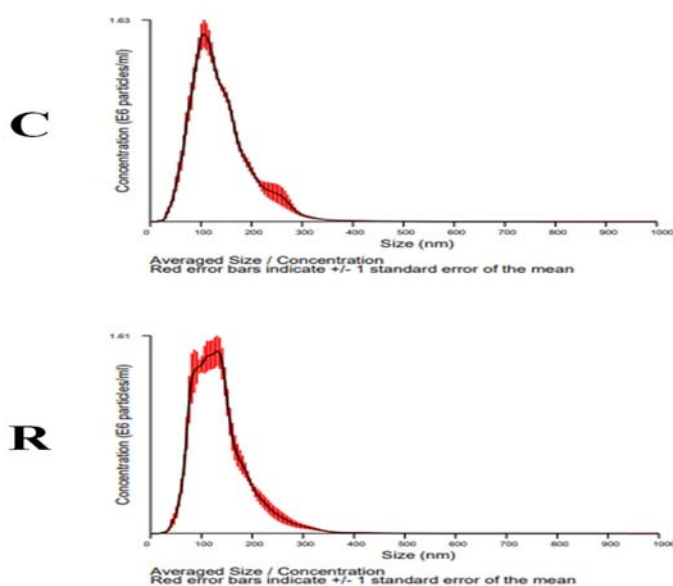 1.63
C
Concentration (E6 particles/ml)
0 100 200 300 400 500 600 700 800 900 1000
Size (nm)
Averaged Size / Concentration
Red error bars indicate +/- 1 standard error of the mean
1.61
R
Concentration (E6 particles/ml)
0 100 200 300 400 500 600 700 800 900 1000
Size (nm)
Averaged Size / Concentration
Red error bars indicate +/- 1 standard error of the mean